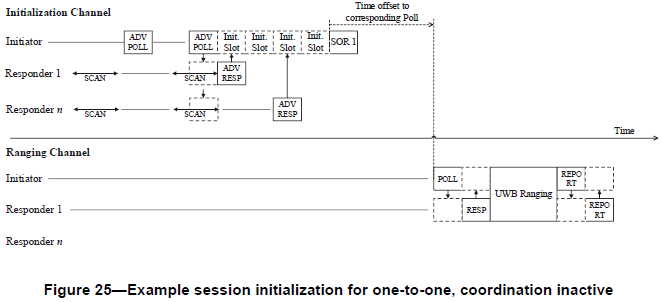 Initialization Channel
Time offset to
corresponding Poll
Initiator
ADV
POLL
ADV
POLL
Init.
Slot
Init.
Slot
Init.
Slot
Init.
Slot
SOR 1
Responder 1
SCAN
SCAN
ADV
RESP
Responder n
SCAN
SCAN
ADV
RESP
Time
Ranging Channel
Initiator
POLL
UWB Ranging
REPO
RT
Responder 1
RESP
REPO
RT
Responder n
Figure 25—Example session initialization for one-to-one, coordination inactive